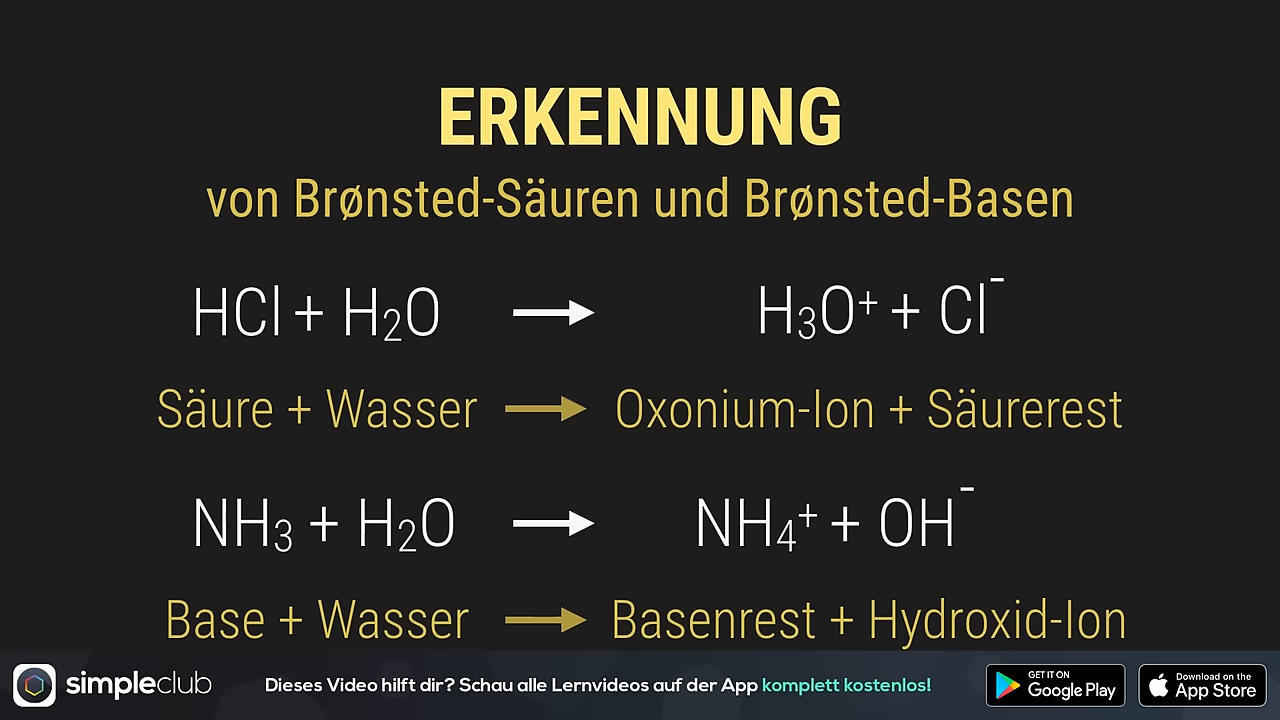 ERKENNUNG
von Brønsted-Säuren und Brønsted-Basen
HCl + H₂O → H₃O⁺ + Cl⁻
Säure + Wasser → Oxonium-Ion + Säurerest
NH₃ + H₂O → NH₄⁺ + OH⁻
Base + Wasser → Basenrest + Hydroxid-Ion
simpleclub Dieses Video hilft dir? Schau alle Lernvideos auf der App komplett kostenlos! GET IT ON Google Play Download on the App Store